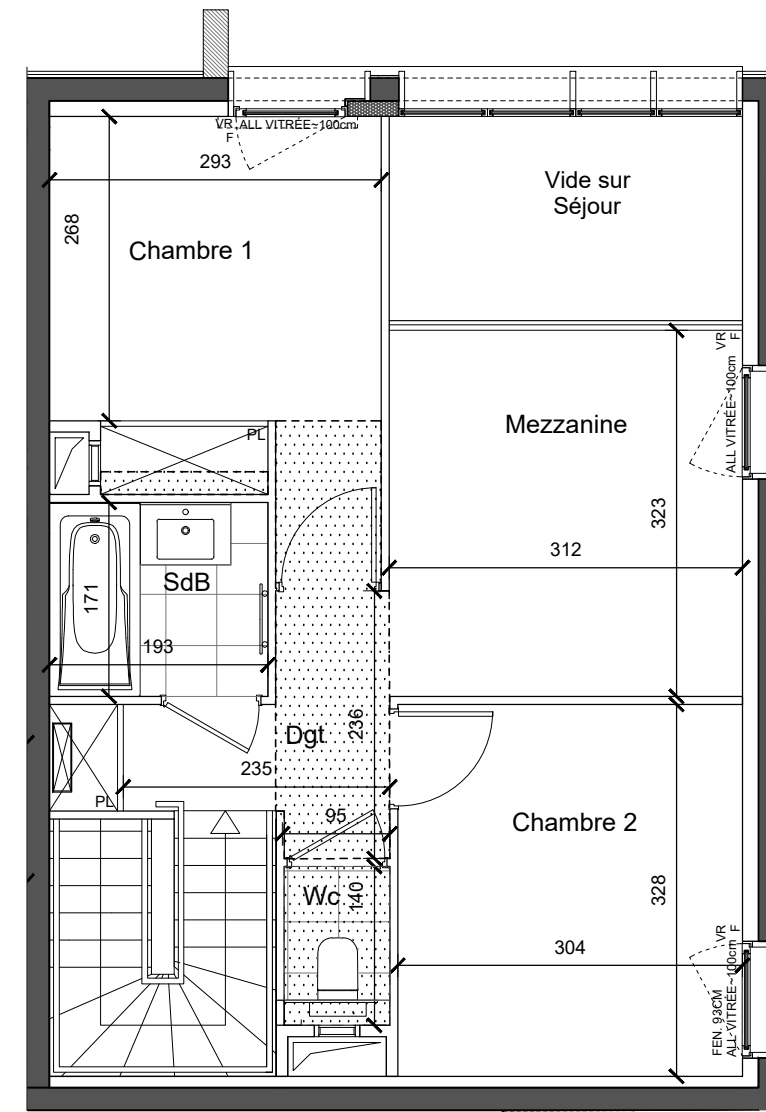 VR ALL VITRÉE~100cm
F
293
Vide sur
Séjour
268
Chambre 1
VR
F
ALL VITRÉE~100cm
Mezzanine
PL
323
312
SdB
171
193
236
Dgt
235
PL
95
Chambre 2
Wc
140
328
304
VR
F
FEN. 93CM
ALL VITRÉE~100cm